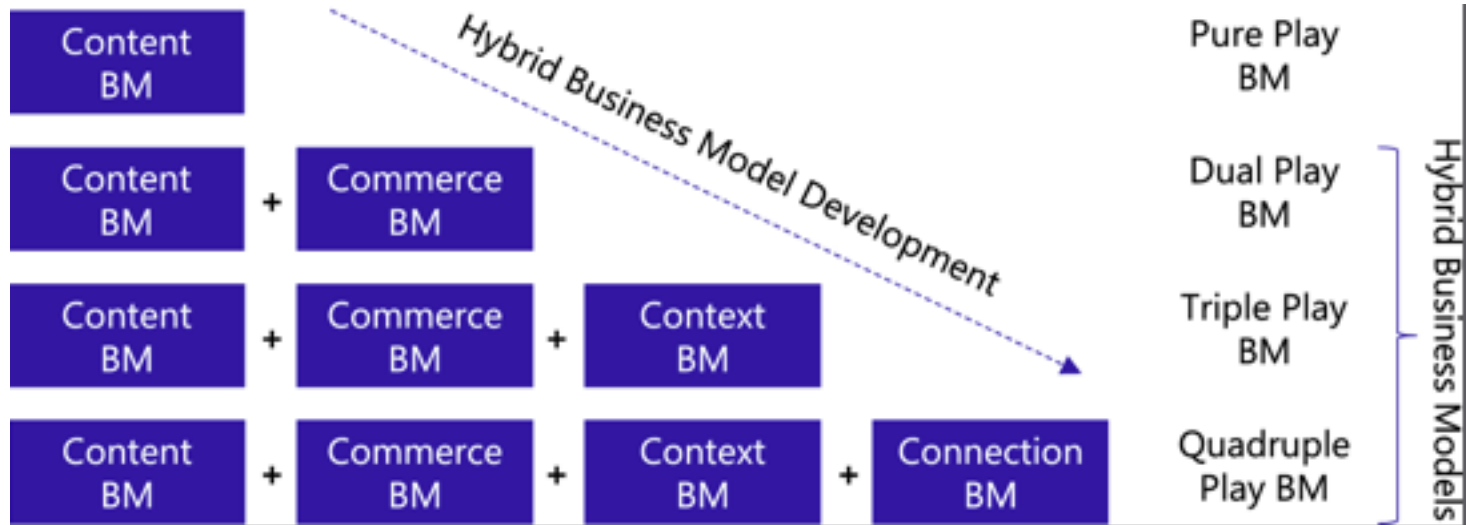 Content
BM
Hybrid Business Model Development
Pure Play
BM
Content
BM
+
Commerce
BM
Dual Play
BM
Content
BM
+
Commerce
BM
+
Context
BM
Triple Play
BM
Content
BM
+
Commerce
BM
+
Context
BM
+
Connection
BM
Quadruple
Play BM
Hybrid Business Models